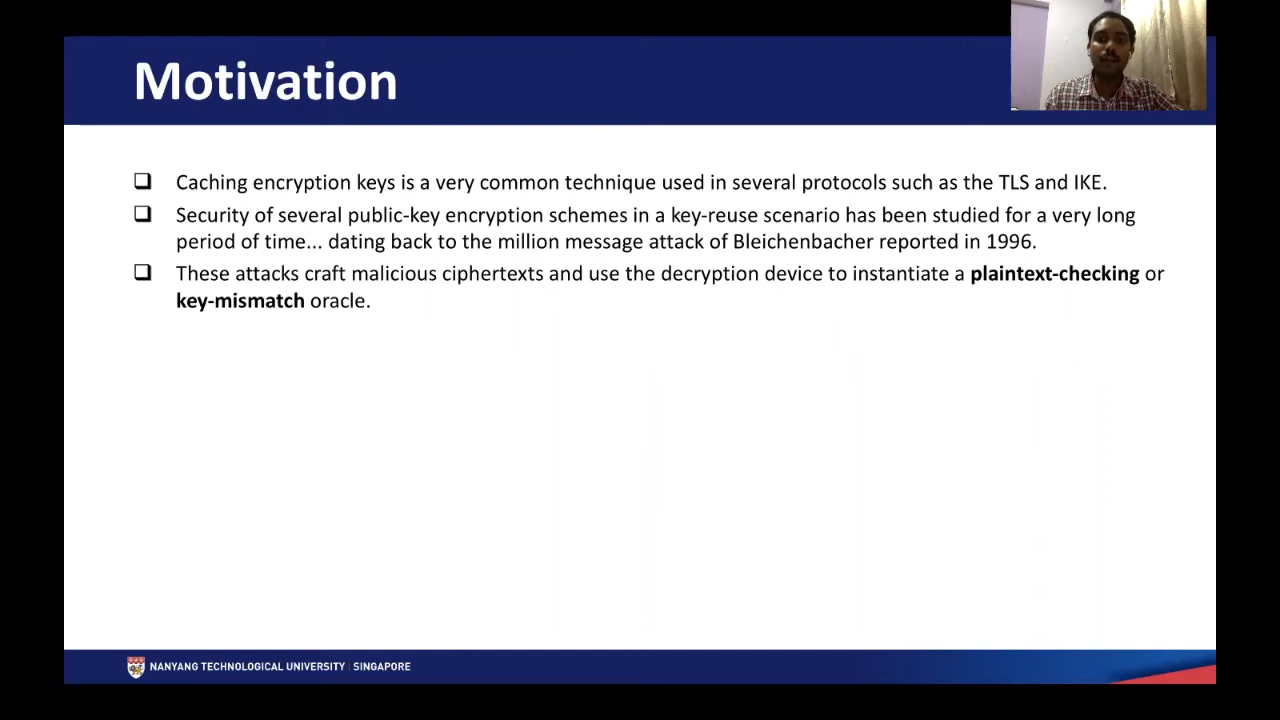 Motivation
❑ Caching encryption keys is a very common technique used in several protocols such as the TLS and IKE.
❑ Security of several public-key encryption schemes in a key-reuse scenario has been studied for a very long
period of time... dating back to the million message attack of Bleichenbacher reported in 1996.
❑ These attacks craft malicious ciphertexts and use the decryption device to instantiate a plaintext-checking or
key-mismatch oracle.
NANYANG TECHNOLOGICAL UNIVERSITY | SINGAPORE